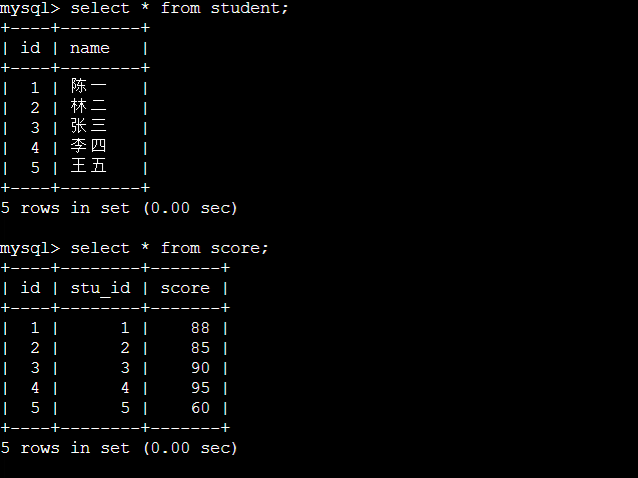 mysql> select * from student;
+----+--------+
| id | name   |
+----+--------+
|  1 | 陈一   |
|  2 | 林二   |
|  3 | 张三   |
|  4 | 李四   |
|  5 | 王五   |
+----+--------+
5 rows in set (0.00 sec)
mysql> select * from score;
+----+--------+-------+
| id | stu_id | score |
+----+--------+-------+
|  1 |      1 |    88 |
|  2 |      2 |    85 |
|  3 |      3 |    90 |
|  4 |      4 |    95 |
|  5 |      5 |    60 |
+----+--------+-------+
5 rows in set (0.00 sec)